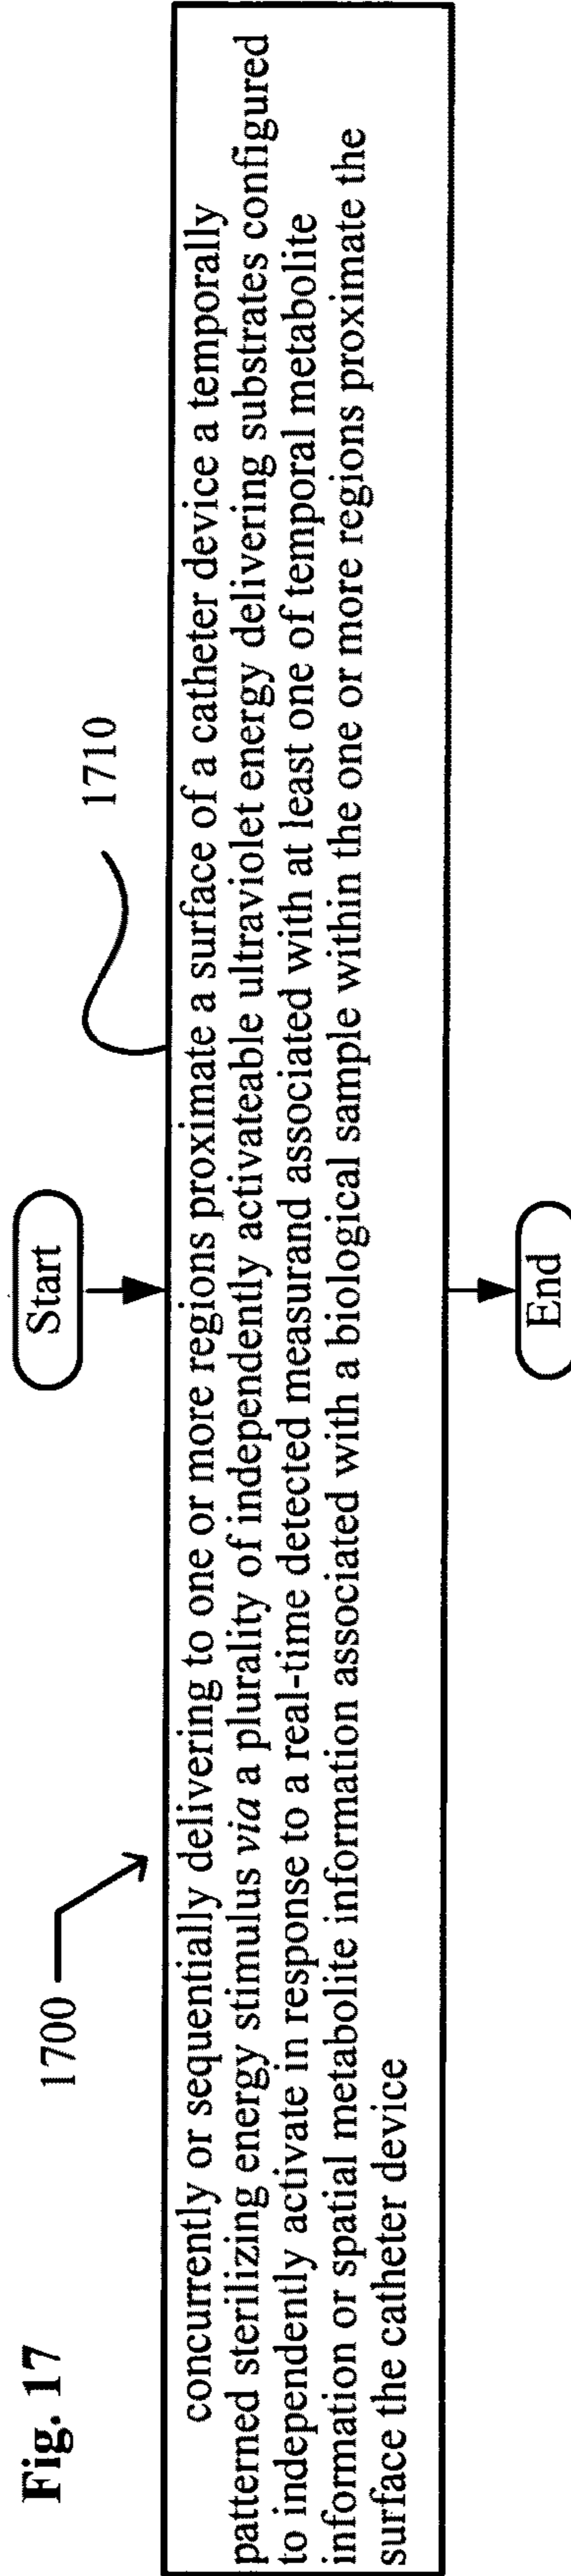 Fig. 17
1700
Start
1710
concurrently or sequentially delivering to one or more regions proximate a surface of a catheter device a temporally
patterned sterilizing energy stimulus via a plurality of independently activateable ultraviolet energy delivering substrates configured
to independently activate in response to a real-time detected measurand associated with at least one of temporal metabolite
information or spatial metabolite information associated with a biological sample within the one or more regions proximate the
surface the catheter device
End